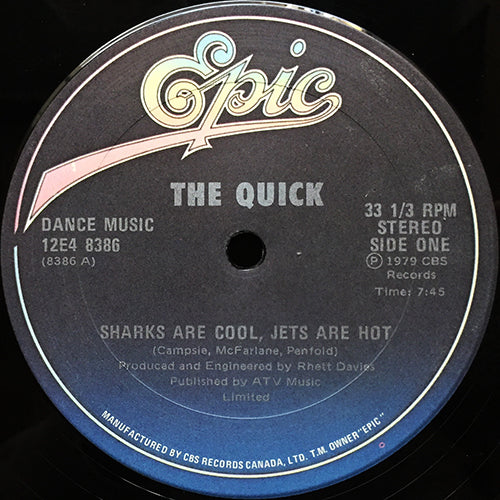 Epic
THE QUICK
DANCE MUSIC
12E4 8386
(8386 A)
33 1/3 RPM
STEREO
SIDE ONE
Ⓟ 1979 CBS
Records
Time: 7:45
SHARKS ARE COOL, JETS ARE HOT
(Campsie, McFarlane, Penfold)
Produced and Engineered by Rhett Davies
Published by ATV Music
Limited
MANUFACTURED BY CBS RECORDS CANADA, LTD. T.M. OWNER "EPIC"